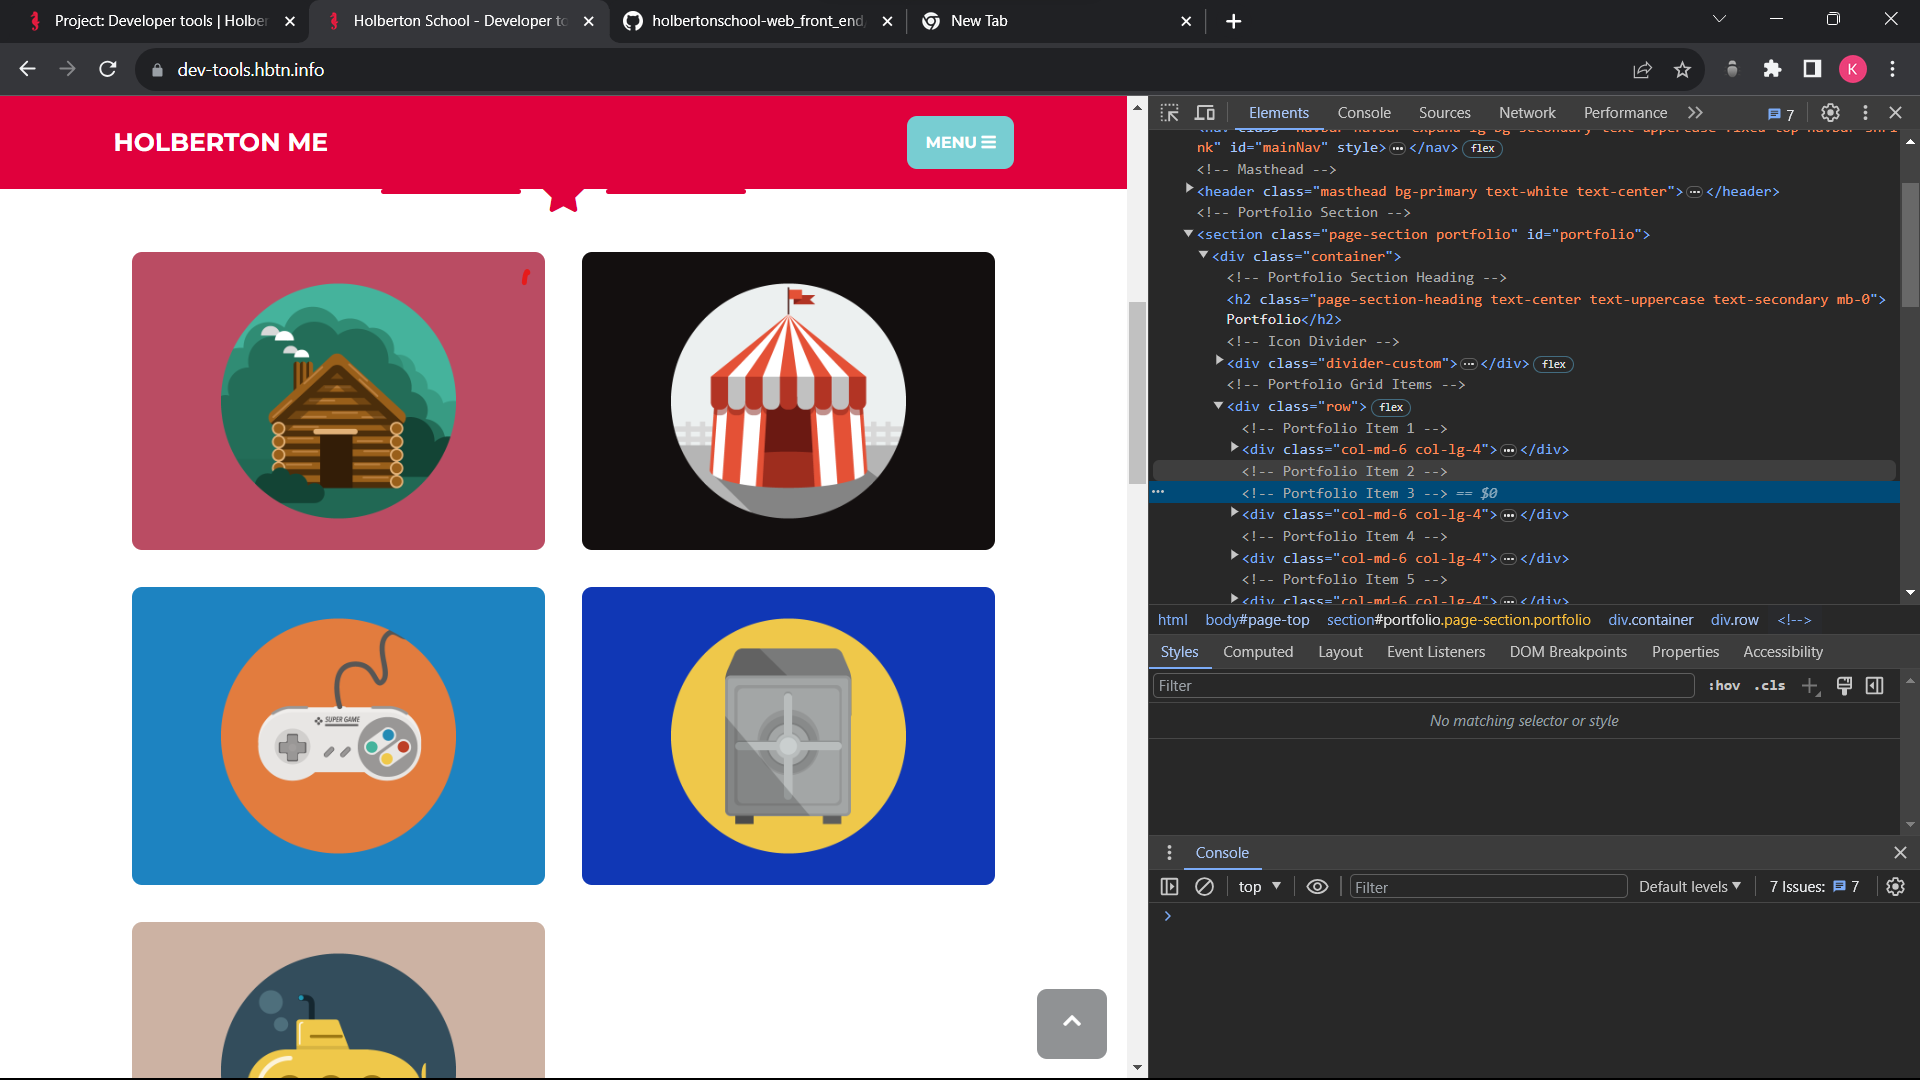 Project: Developer tools | Holber
Holberton School - Developer to
holbertonschool-web_front_end,
New Tab
dev-tools.hbtn.info
K
HOLBERTON ME
MENU
SUPER GAME
Elements
Console
Sources
Network
Performance
7
nk" id="mainNav" style> </nav> flex
<!-- Masthead -->
<header class="masthead bg-primary text-white text-center"> </header>
<!-- Portfolio Section -->
<section class="page-section portfolio" id="portfolio">
<div class="container">
<!-- Portfolio Section Heading -->
<h2 class="page-section-heading text-center text-uppercase text-secondary mb-0">
Portfolio</h2>
<!-- Icon Divider -->
<div class="divider-custom"> </div> flex
<!-- Portfolio Grid Items -->
<div class="row"> flex
<!-- Portfolio Item 1 -->
<div class="col-md-6 col-lg-4"> </div>
<!-- Portfolio Item 2 -->
<!-- Portfolio Item 3 --> == $0
<div class="col-md-6 col-lg-4"> </div>
<!-- Portfolio Item 4 -->
<div class="col-md-6 col-lg-4"> </div>
<!-- Portfolio Item 5 -->
<div class="col-md-6 col-lg-4"> </div>
html body#page-top section#portfolio.page-section.portfolio div.container div.row <!-->
Styles Computed Layout Event Listeners DOM Breakpoints Properties Accessibility
Filter :hov .cls
No matching selector or style
Console
top Filter Default levels 7 Issues: 7